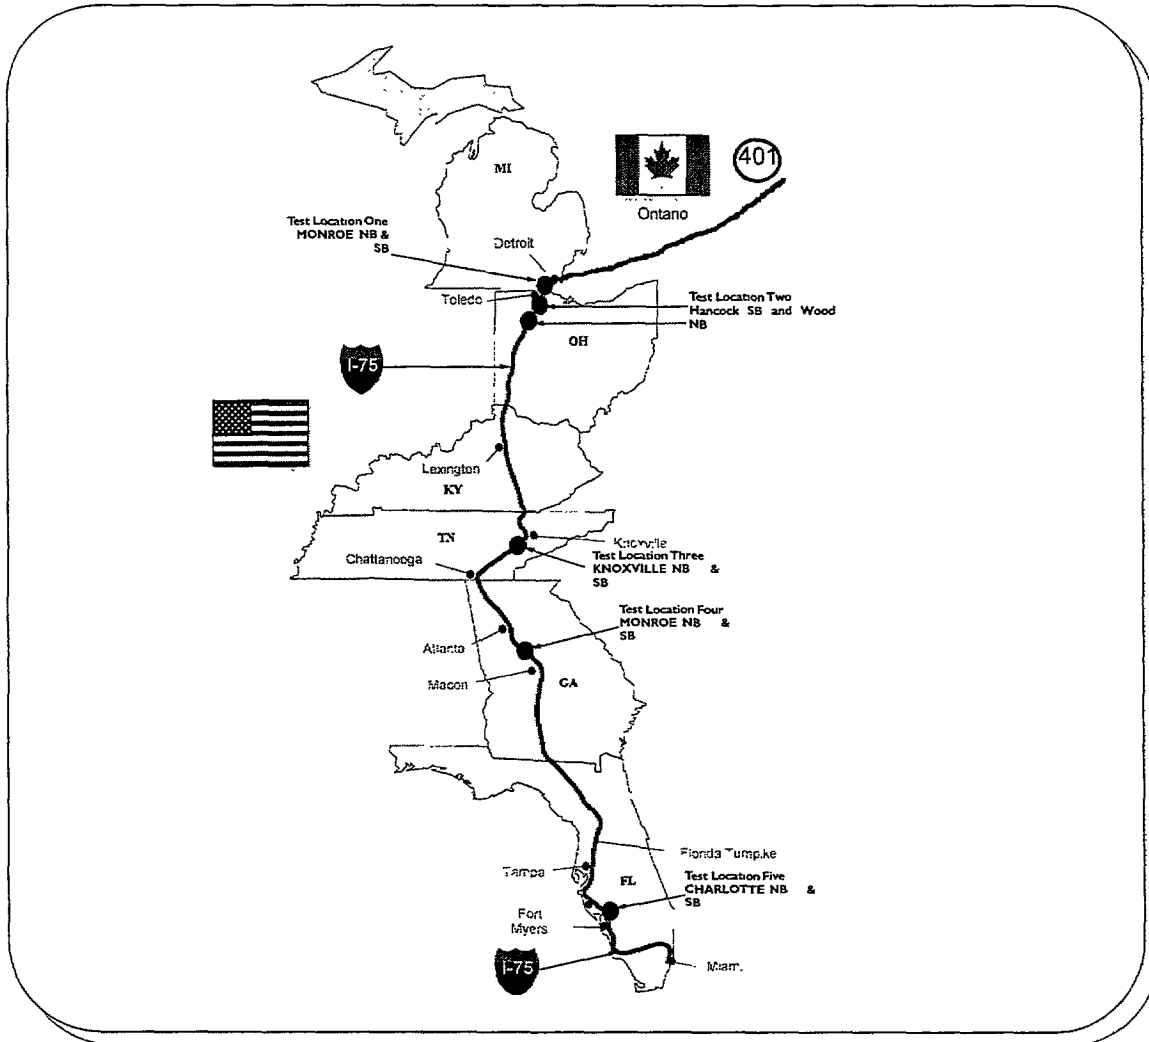 MI
401
Ontano
Test Location One
MONROE NB &
SB
Detroit
Toledo
Test Location Two
Hancock SB and Wood
NB
OH
I-75
Lexington
KY
TN
Knoxville
Test Location Three
KNOXVILLE NB &
SB
Chattanooga
Test Location Four
MONROE NB &
SB
Atlanta
Macon
GA
Florida Tumpke
Tampa
FL
Test Location Five
CHARLOTTE NB &
SB
Fort
Myers
I-75
Miami